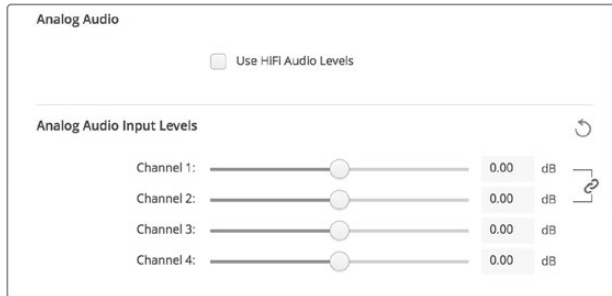 Analog Audio
Use HiFi Audio Levels
Analog Audio Input Levels
Channel 1: 0.00 dB
Channel 2: 0.00 dB
Channel 3: 0.00 dB
Channel 4: 0.00 dB